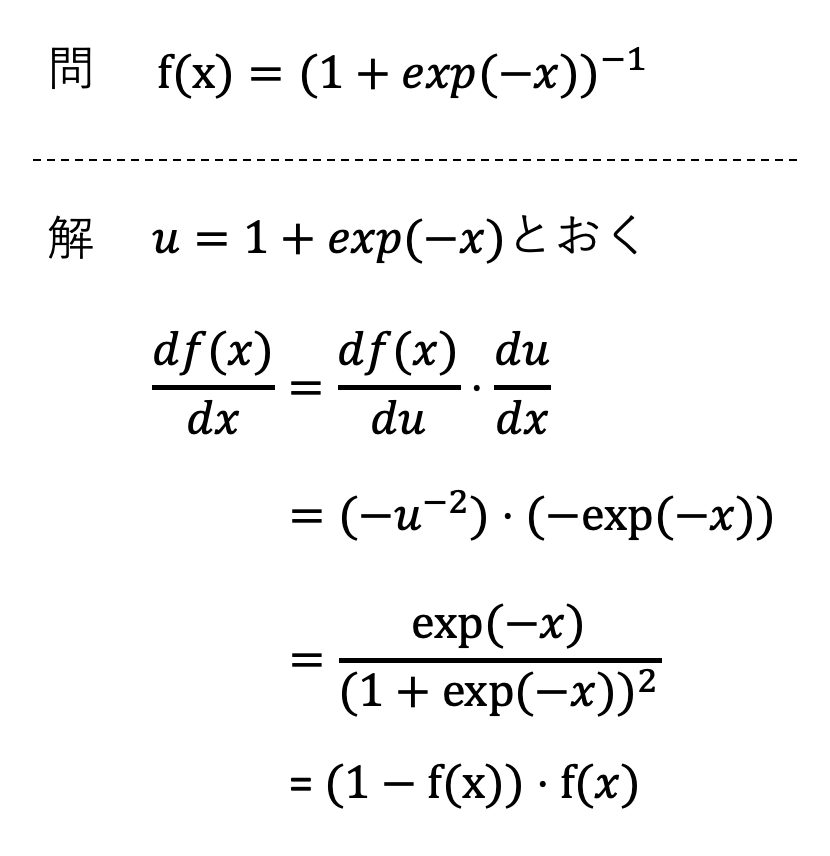 問 f(x) = (1 + exp(−x))⁻¹
解 u = 1 + exp(−x)とおく
df(x)/dx = df(x)/du · du/dx
= (−u⁻²) · (−exp(−x))
= exp(−x)/(1 + exp(−x))²
= (1 − f(x)) · f(x)